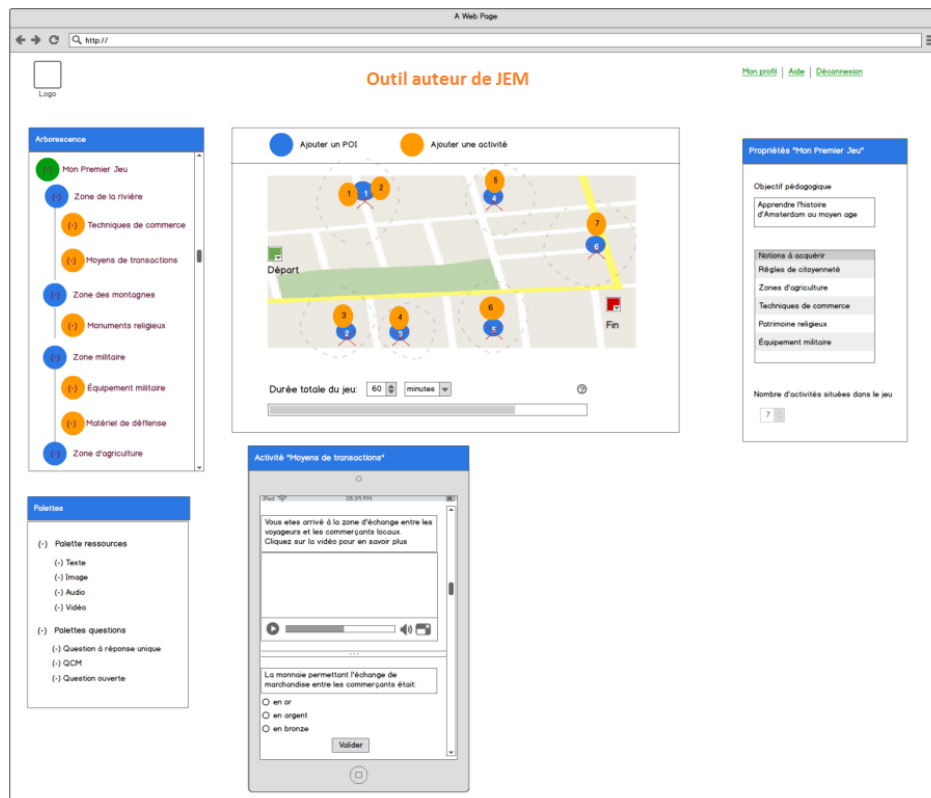 A Web Page
http://
Logo
Outil auteur de JEM
Mon profil | Aide | Déconnexion
Arborescence
(-) Mon Premier Jeu
(-) Zone de la rivière
(-) Techniques de commerce
(-) Moyens de transactions
(-) Zone des montagnes
(-) Monuments religieux
(-) Zone militaire
(-) Équipement militaire
(-) Matériel de déffense
(-) Zone d'agriculture
Palettes
(-) Palette ressources
(-) Texte
(-) Image
(-) Audio
(-) Vidéo
(-) Palettes questions
(-) Question à réponse unique
(-) QCM
(-) Question ouverte
Ajouter un POI
Ajouter une activité
1 1 2
5
4
7
6
Départ
3
2
4
3
6
5
Fin
Durée totale du jeu: 60 minutes ?
Activité "Moyens de transactions"
iPod 05:39 PM
Vous etes arrivé à la zone d'échange entre les
voyageurs et les commerçants locaux.
Cliquez sur la vidéo pour en savoir plus
La monnaie permettant l'échange de
marchandise entre les commerçants était:
en or
en argent
en bronze
Valider
Propriétés "Mon Premier Jeu"
Objectif pédagogique
Apprendre l'histoire
d'Amsterdam au moyen age
Notions à acquérir
Règles de citoyenneté
Zones d'agriculture
Techniques de commerce
Patrimoine religieux
Équipement militaire
Nombre d'activités situées dans le jeu
7